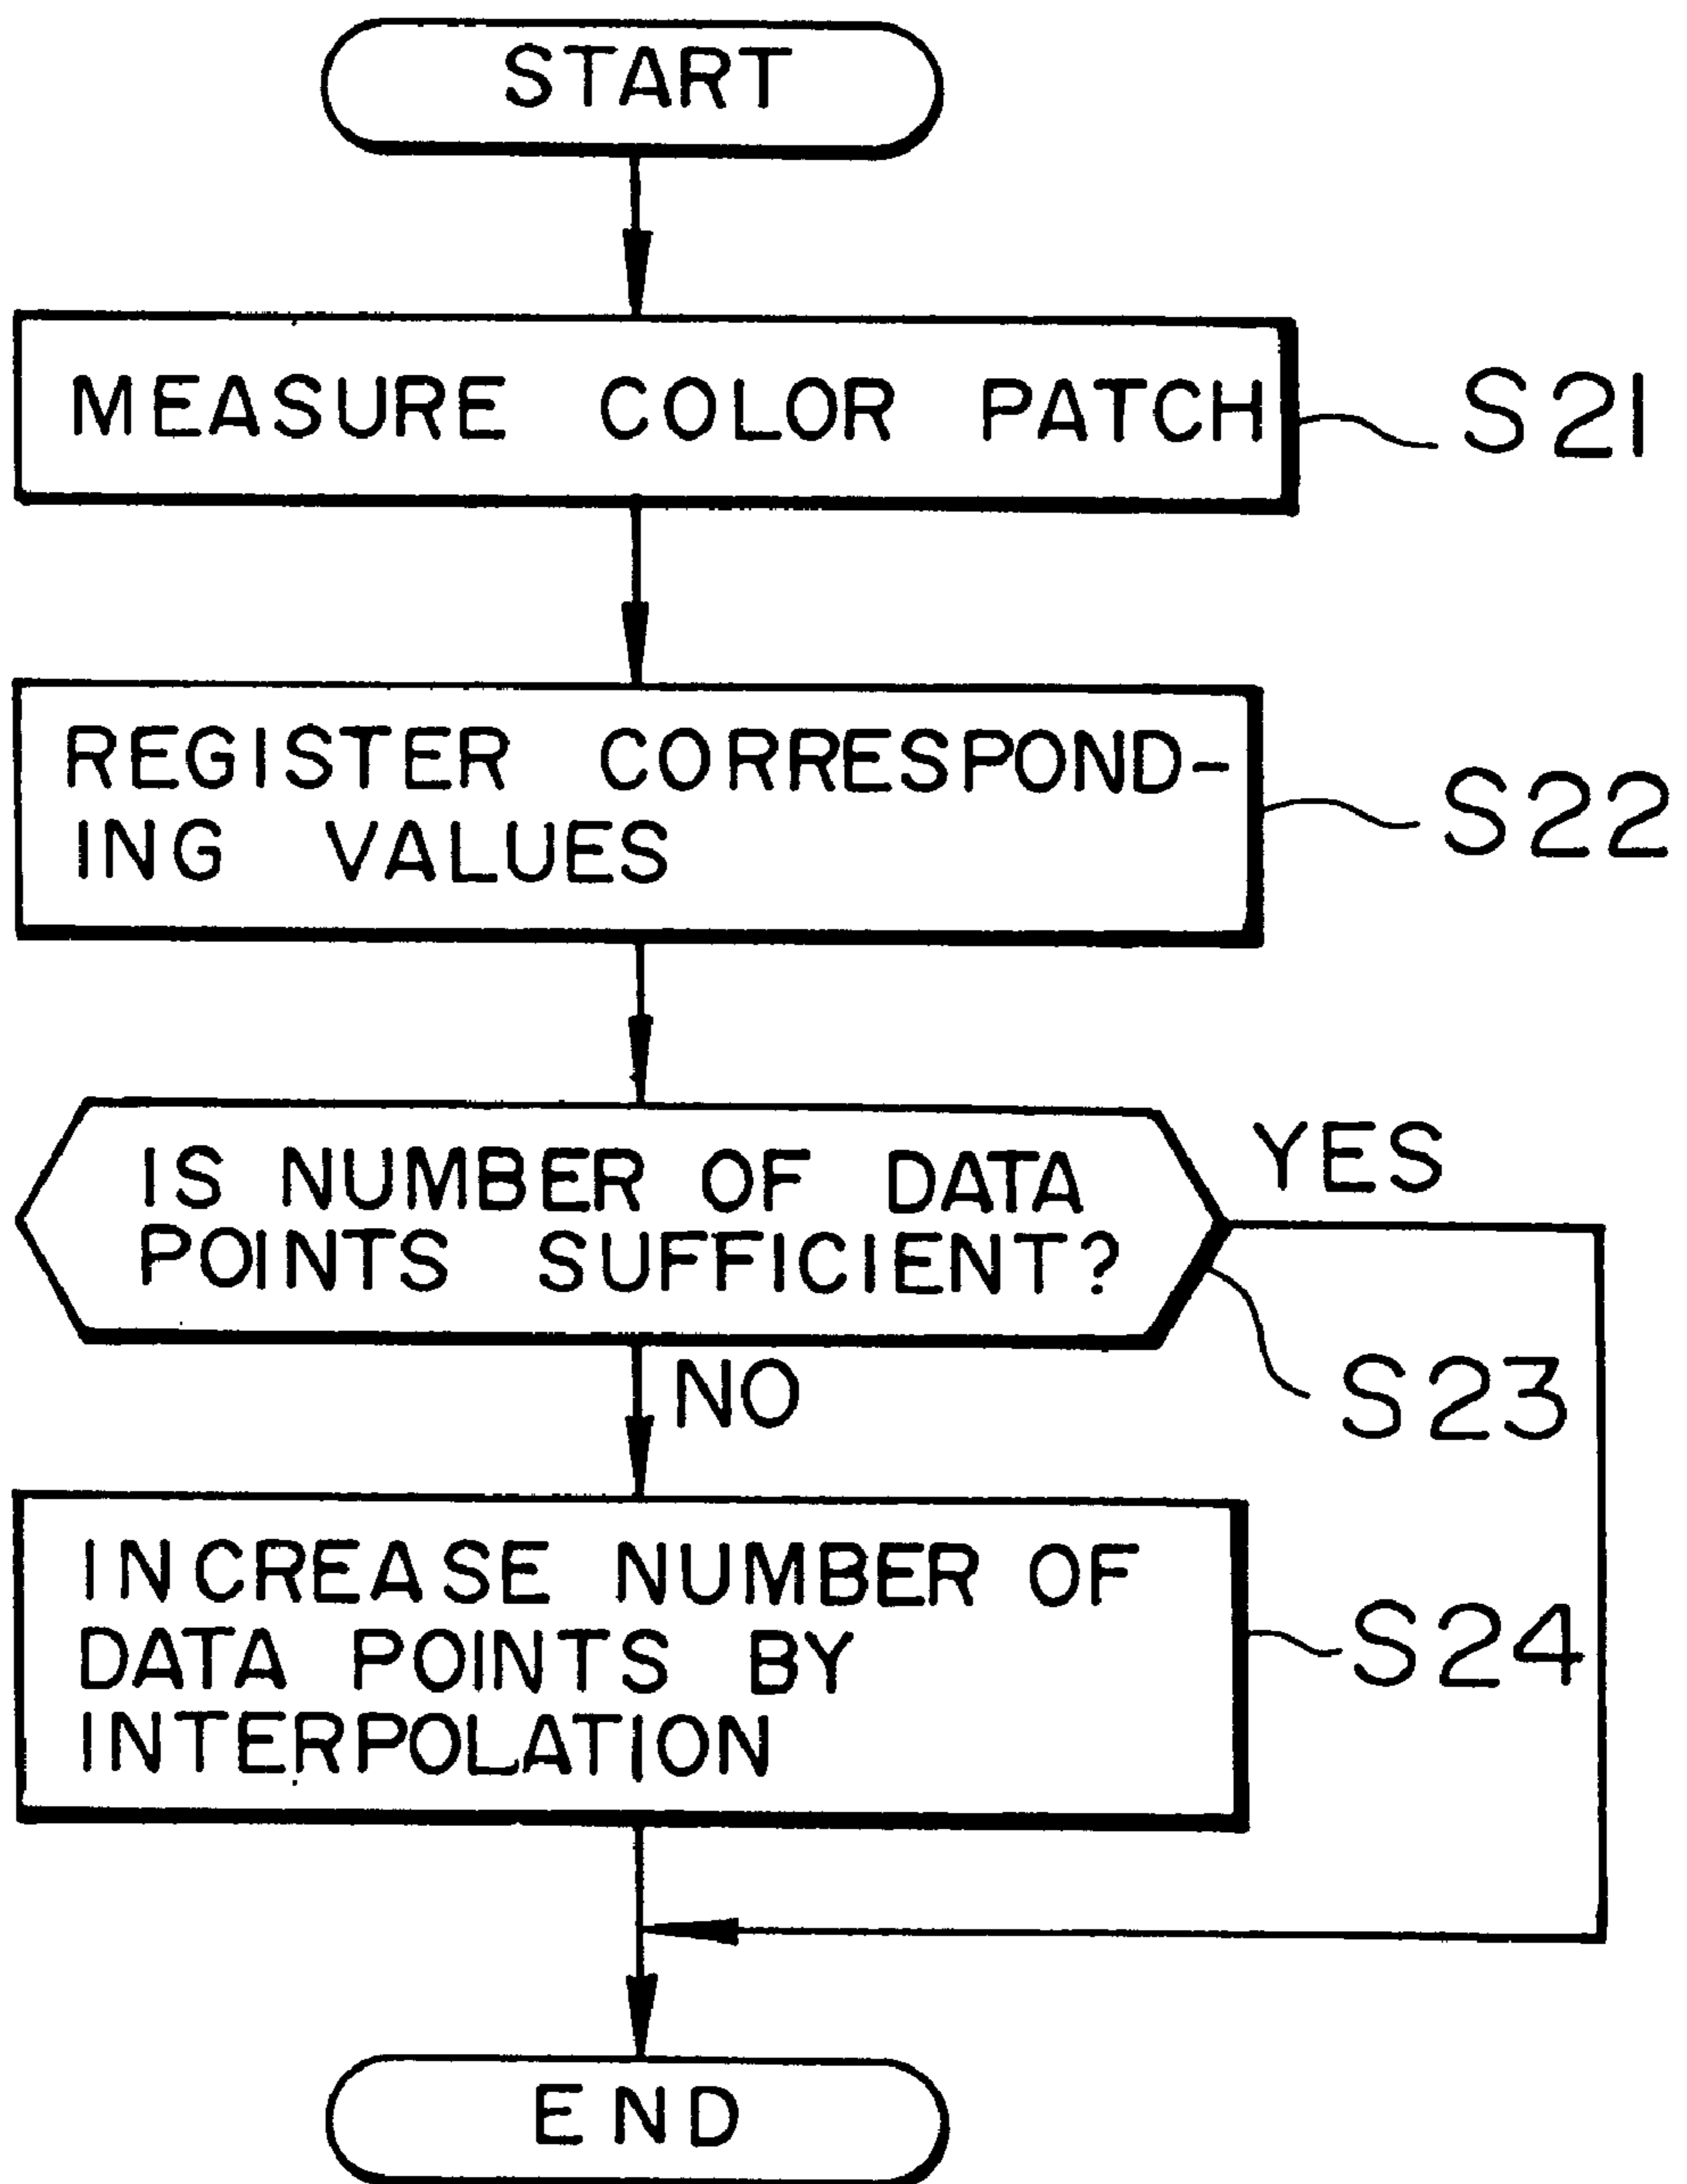 START
MEASURE COLOR PATCH
S21
REGISTER CORRESPOND-
ING VALUES
S22
IS NUMBER OF DATA
POINTS SUFFICIENT?
YES
S23
NO
INCREASE NUMBER OF
DATA POINTS BY
INTERPOLATION
S24
END